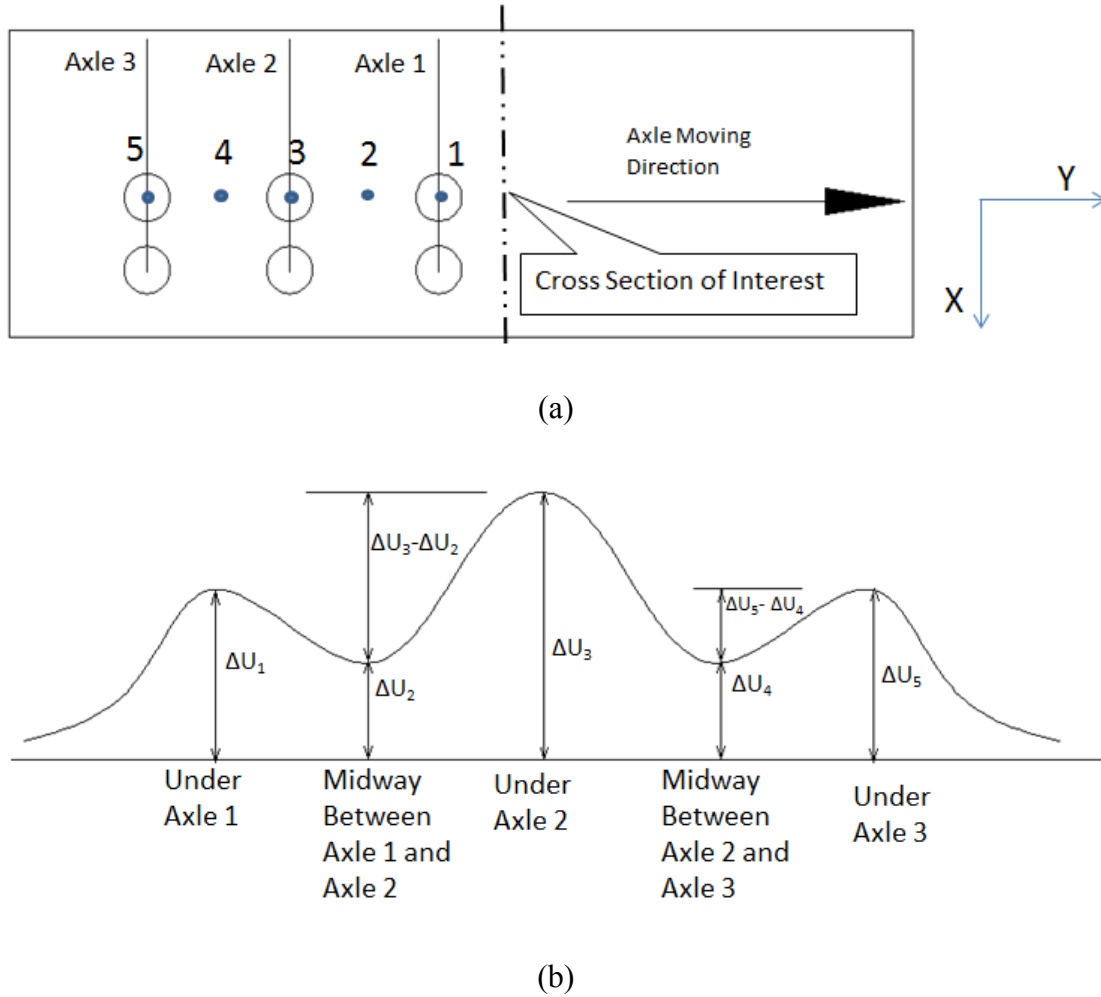 Axle 3
Axle 2
Axle 1
5
4
3
2
1
Axle Moving
Direction
Y
X
Cross Section of Interest
(a)
ΔU₃-ΔU₂
ΔU₅- ΔU₄
ΔU₁
ΔU₂
ΔU₃
ΔU₄
ΔU₅
Under
Axle 1
Midway
Between
Axle 1 and
Axle 2
Under
Axle 2
Midway
Between
Axle 2 and
Axle 3
Under
Axle 3
(b)